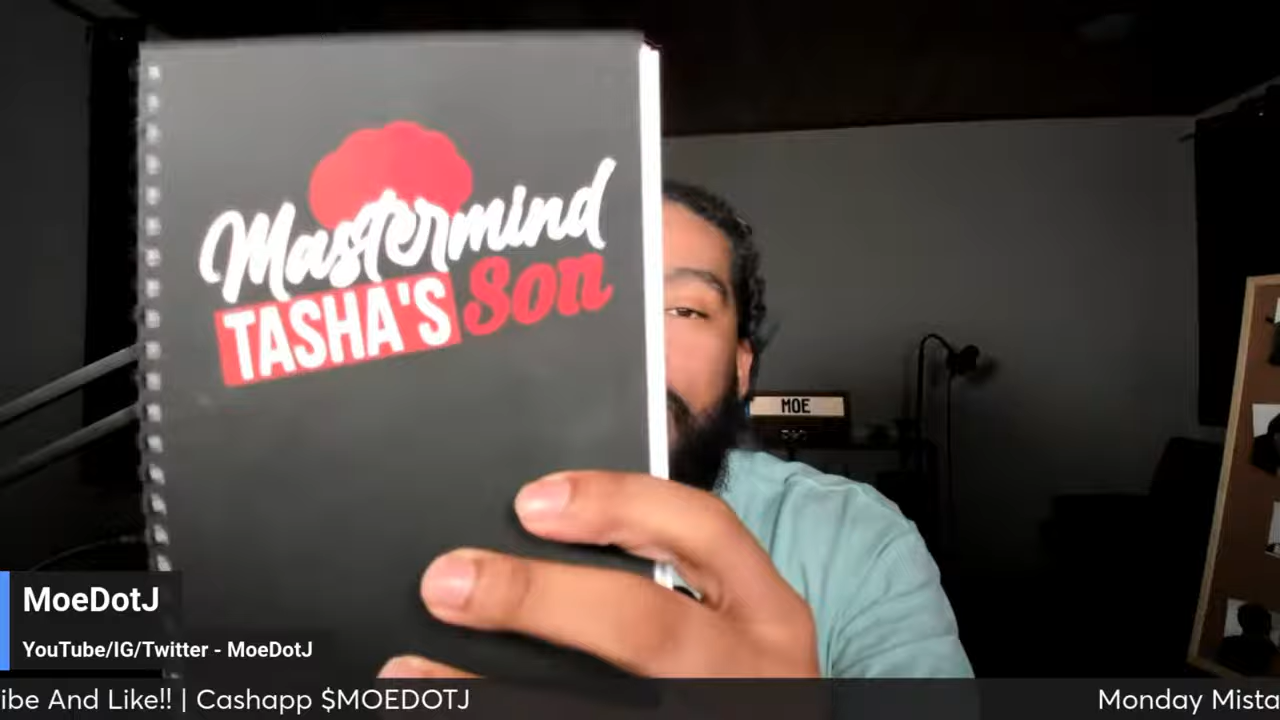 Mastermind
TASHA'S Son
MOE
MoeDotJ
YouTube/IG/Twitter - MoeDotJ
ibe And Like!! | Cashapp $MOEDOTJ
Monday Mista